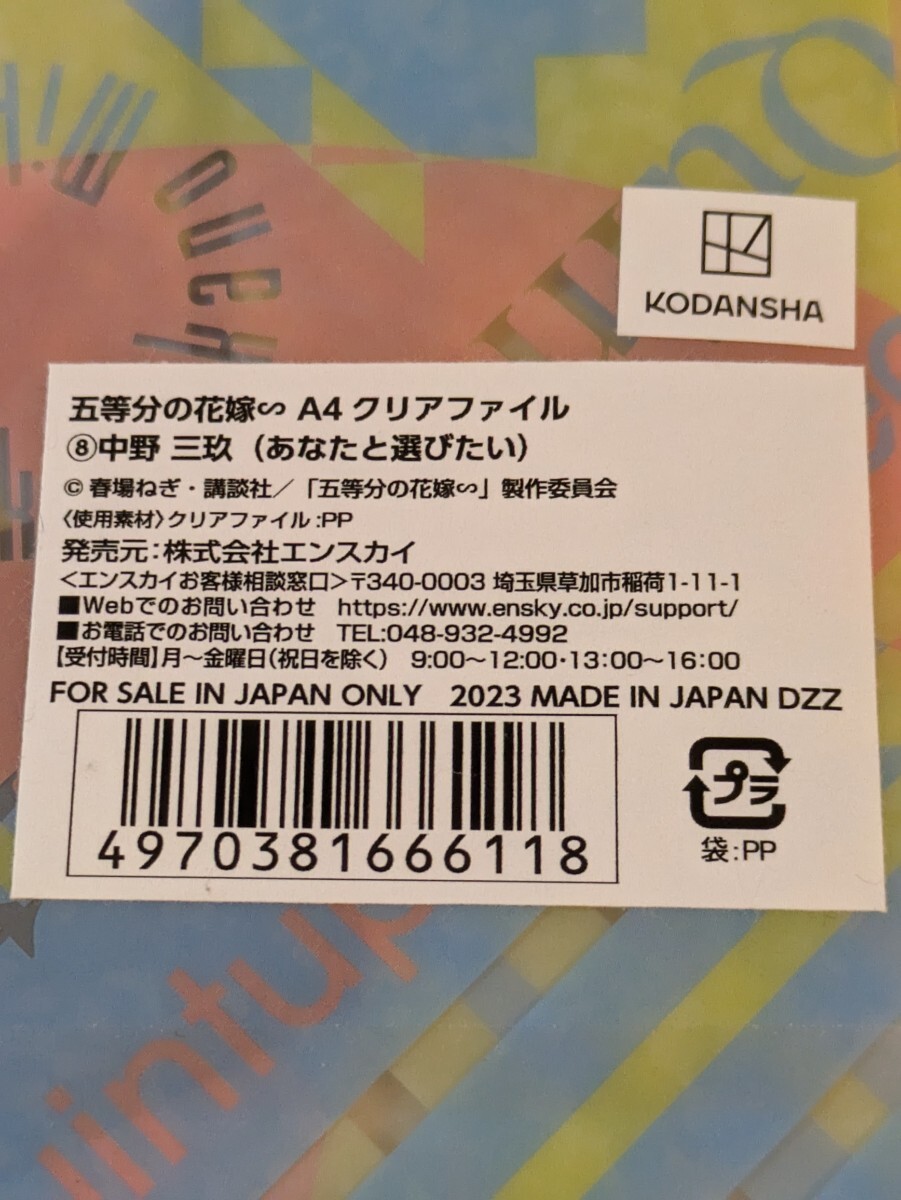 KODANSHA
五等分の花嫁∽ A4クリアファイル
⑧中野 三玖（あなたと選びたい）
© 春場ねぎ・講談社／「五等分の花嫁∽」製作委員会
〈使用素材〉クリアファイル:PP
発売元:株式会社エンスカイ
<エンスカイお客様相談窓口>〒340-0003 埼玉県草加市稲荷1-11-1
■Webでのお問い合わせ https://www.ensky.co.jp/support/
■お電話でのお問い合わせ TEL:048-932-4992
【受付時間】月〜金曜日（祝日を除く） 9:00〜12:00・13:00〜16:00
FOR SALE IN JAPAN ONLY 2023 MADE IN JAPAN DZZ
4970381666118
プラ
袋:PP